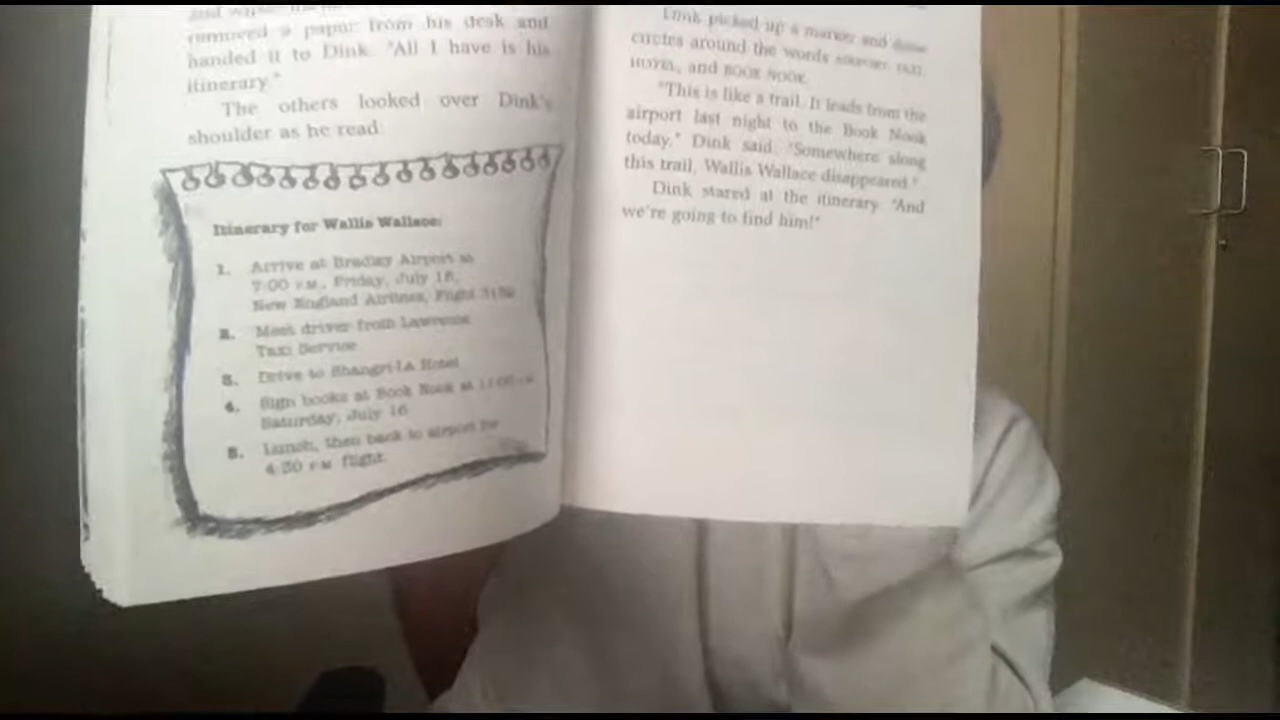 removed a paper from his desk and
handed it to Dink. "All I have is his
itinerary."
The others looked over Dink's
shoulder as he read:
Itinerary for Wallis Wallace:
1. Arrive at Bradley Airport at
7:00 P.M., Friday, July 15,
New England Airlines, Flight
2. Meet driver from Lawrence
Taxi Service
3. Drive to Shangri-La Hotel
4. Sign books at Book Nook at 11:00
Saturday, July 16
5. Lunch, then back to airport for
4:30 P.M. flight.
Dink picked up a marker and
circles around the words AIRPORT, TAXI,
HOTEL, and BOOK NOOK.
"This is like a trail. It leads from the
airport last night to the Book Nook
today," Dink said. "Somewhere along
this trail, Wallis Wallace disappeared."
Dink stared at the itinerary. "And
we're going to find him!"